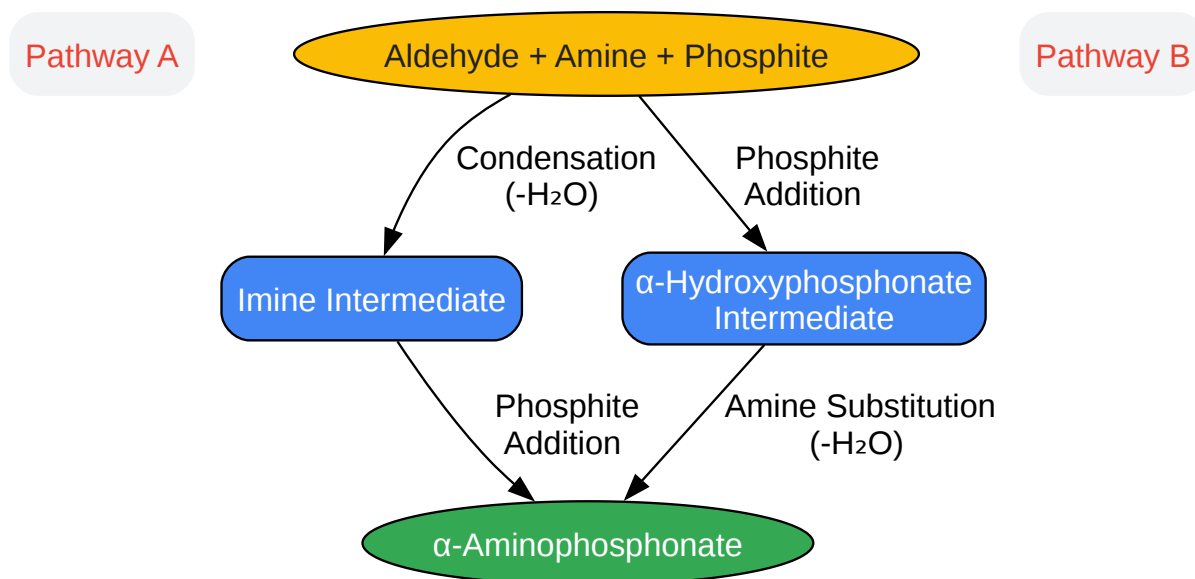 Pathway A
Aldehyde + Amine + Phosphite
Pathway B
Condensation
(-H₂O)
Phosphite
Addition
Imine Intermediate
α-Hydroxyphosphonate
Intermediate
Phosphite
Addition
Amine Substitution
(-H₂O)
α-Aminophosphonate